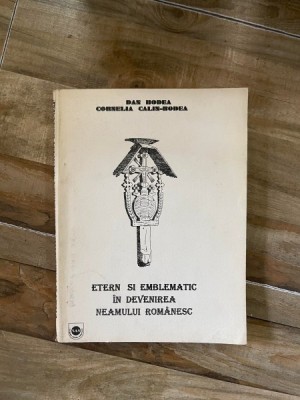 DAN HODEA
CORNELIA CALIN-HODEA
ETERN SI EMBLEMATIC
ÎN DEVENIREA
NEAMULUI ROMÂNESC